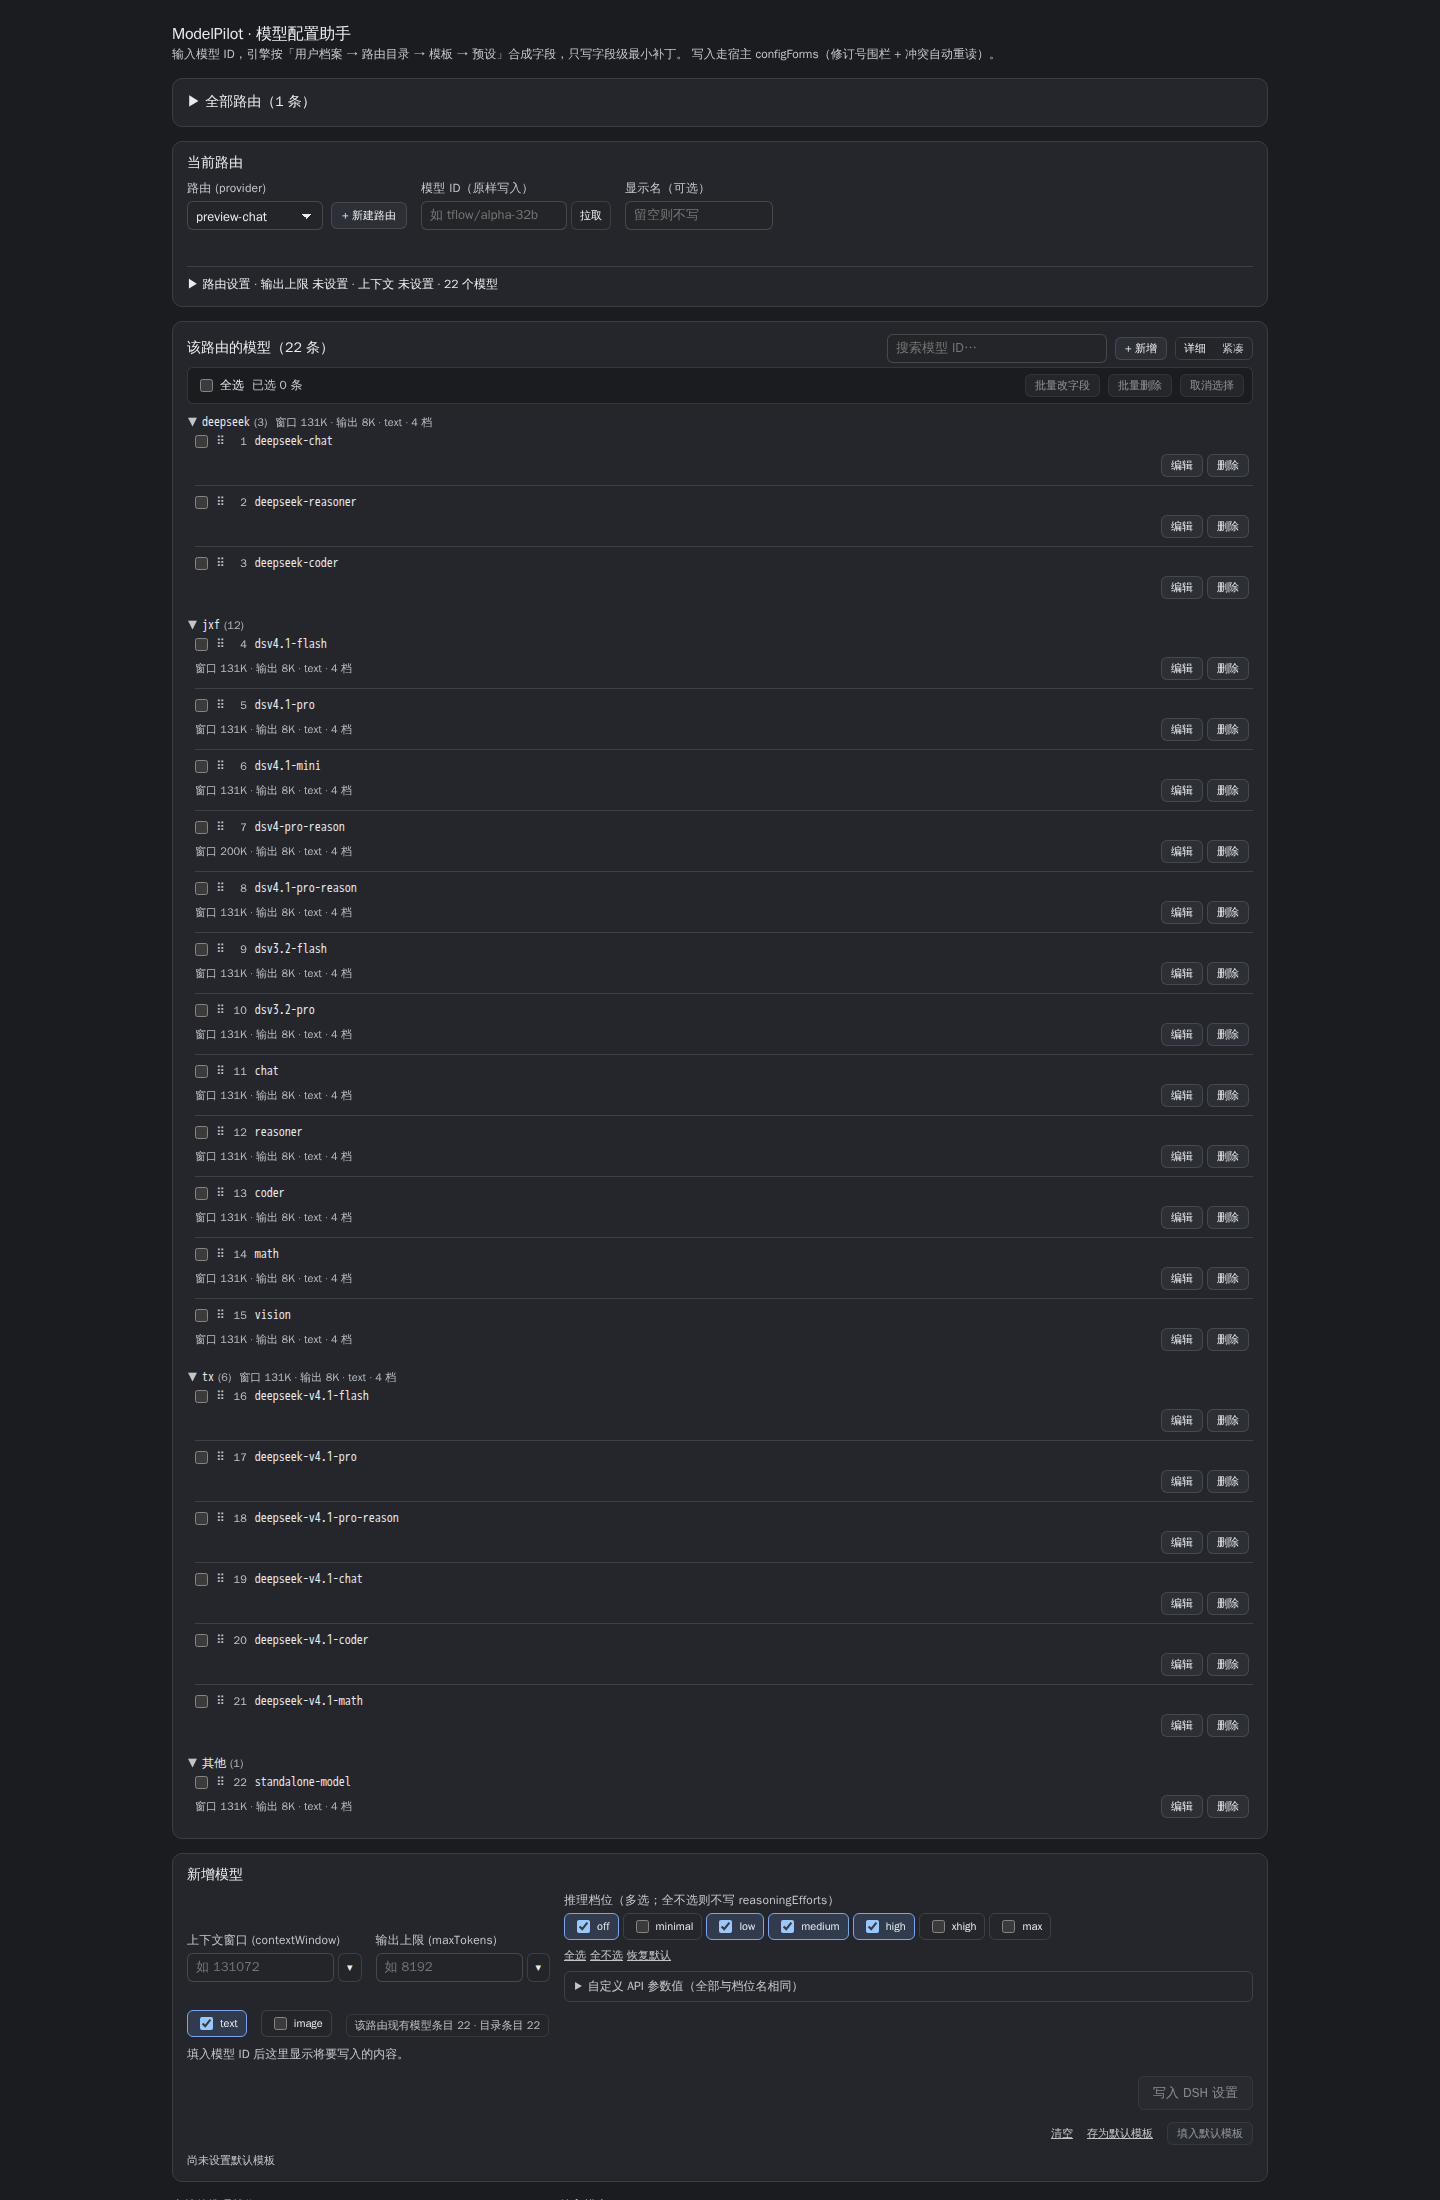 ModelPilot · 模型配置助手
输入模型 ID，引擎按「用户档案 → 路由目录 → 模板 → 预设」合成字段，只写字段级最小补丁。 写入走宿主 configForms（修订号围栏 + 冲突自动重读）。
▶ 全部路由（1 条）
当前路由
路由 (provider) 模型 ID（原样写入） 显示名（可选）
preview-chat + 新建路由 如 tflow/alpha-32b 拉取 留空则不写
▶ 路由设置 · 输出上限 未设置 · 上下文 未设置 · 22 个模型
该路由的模型（22 条） 搜索模型 ID… + 新增 详细 紧凑
全选 已选 0 条 批量改字段 批量删除 取消选择
▼ deepseek (3) 窗口 131K · 输出 8K · text · 4 档
⠿ 1 deepseek-chat
编辑 删除
⠿ 2 deepseek-reasoner
编辑 删除
⠿ 3 deepseek-coder
编辑 删除
▼ jxf (12)
⠿ 4 dsv4.1-flash
窗口 131K · 输出 8K · text · 4 档 编辑 删除
⠿ 5 dsv4.1-pro
窗口 131K · 输出 8K · text · 4 档 编辑 删除
⠿ 6 dsv4.1-mini
窗口 131K · 输出 8K · text · 4 档 编辑 删除
⠿ 7 dsv4-pro-reason
窗口 200K · 输出 8K · text · 4 档 编辑 删除
⠿ 8 dsv4.1-pro-reason
窗口 131K · 输出 8K · text · 4 档 编辑 删除
⠿ 9 dsv3.2-flash
窗口 131K · 输出 8K · text · 4 档 编辑 删除
⠿ 10 dsv3.2-pro
窗口 131K · 输出 8K · text · 4 档 编辑 删除
⠿ 11 chat
窗口 131K · 输出 8K · text · 4 档 编辑 删除
⠿ 12 reasoner
窗口 131K · 输出 8K · text · 4 档 编辑 删除
⠿ 13 coder
窗口 131K · 输出 8K · text · 4 档 编辑 删除
⠿ 14 math
窗口 131K · 输出 8K · text · 4 档 编辑 删除
⠿ 15 vision
窗口 131K · 输出 8K · text · 4 档 编辑 删除
▼ tx (6) 窗口 131K · 输出 8K · text · 4 档
⠿ 16 deepseek-v4.1-flash
编辑 删除
⠿ 17 deepseek-v4.1-pro
编辑 删除
⠿ 18 deepseek-v4.1-pro-reason
编辑 删除
⠿ 19 deepseek-v4.1-chat
编辑 删除
⠿ 20 deepseek-v4.1-coder
编辑 删除
⠿ 21 deepseek-v4.1-math
编辑 删除
▼ 其他 (1)
⠿ 22 standalone-model
窗口 131K · 输出 8K · text · 4 档 编辑 删除
新增模型
推理档位（多选；全不选则不写 reasoningEfforts）
off minimal low medium high xhigh max
上下文窗口 (contextWindow) 输出上限 (maxTokens)
全选 全不选 恢复默认
如 131072 ▾ 如 8192 ▾
▶ 自定义 API 参数值（全部与档位名相同）
text image 该路由现有模型条目 22 · 目录条目 22
填入模型 ID 后这里显示将要写入的内容。
写入 DSH 设置
清空 存为默认模板 填入默认模板
尚未设置默认模板